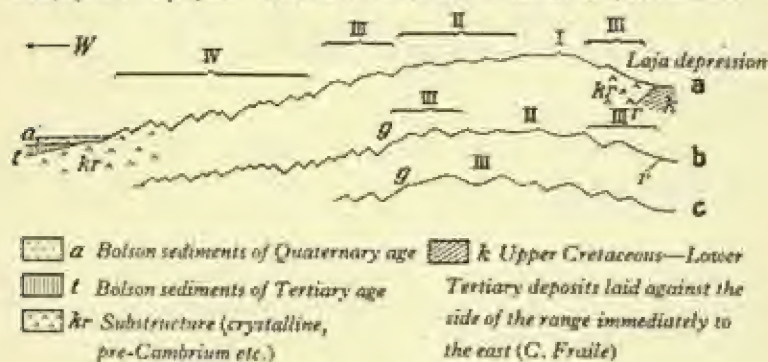 III II I III
W IV Laja depression
kr k a
r
III II III
a
t kr g b
r
g III c
a Bolson sediments of Quaternary age
t Bolson sediments of Tertiary age
kr Substructure (crystalline,
pre-Cambrium etc.)
k Upper Cretaceous—Lower
Tertiary deposits laid against the
side of the range immediately to
the east (C. Fraile)